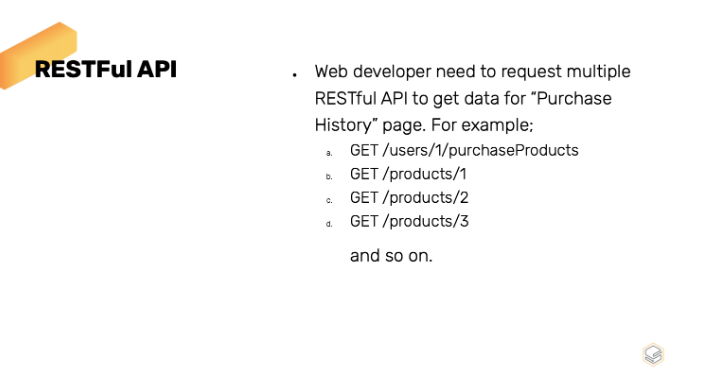 RESTFul API
• Web developer need to request multiple
RESTful API to get data for “Purchase
History” page. For example;
a. GET /users/1/purchaseProducts
b. GET /products/1
c. GET /products/2
d. GET /products/3
and so on.